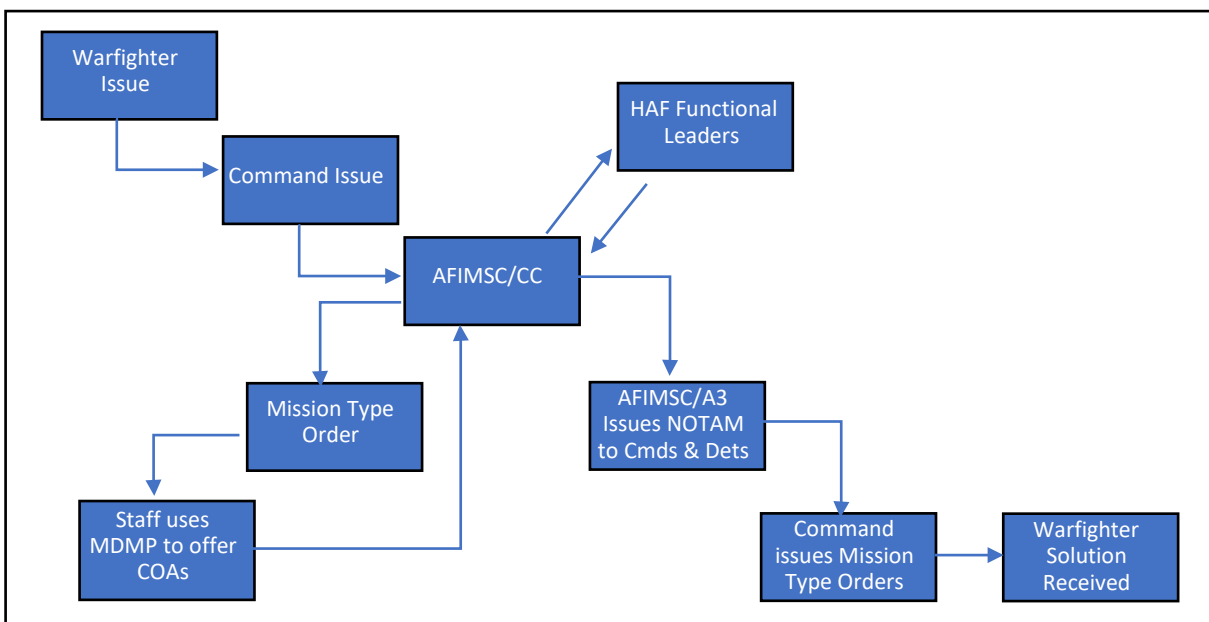 Warfighter
Issue
Command Issue
HAF Functional
Leaders
AFIMSC/CC
Mission Type
Order
Staff uses
MDMP to offer
COAs
AFIMSC/A3
Issues NOTAM
to Cmds & Dets
Command
issues Mission
Type Orders
Warfighter
Solution
Received